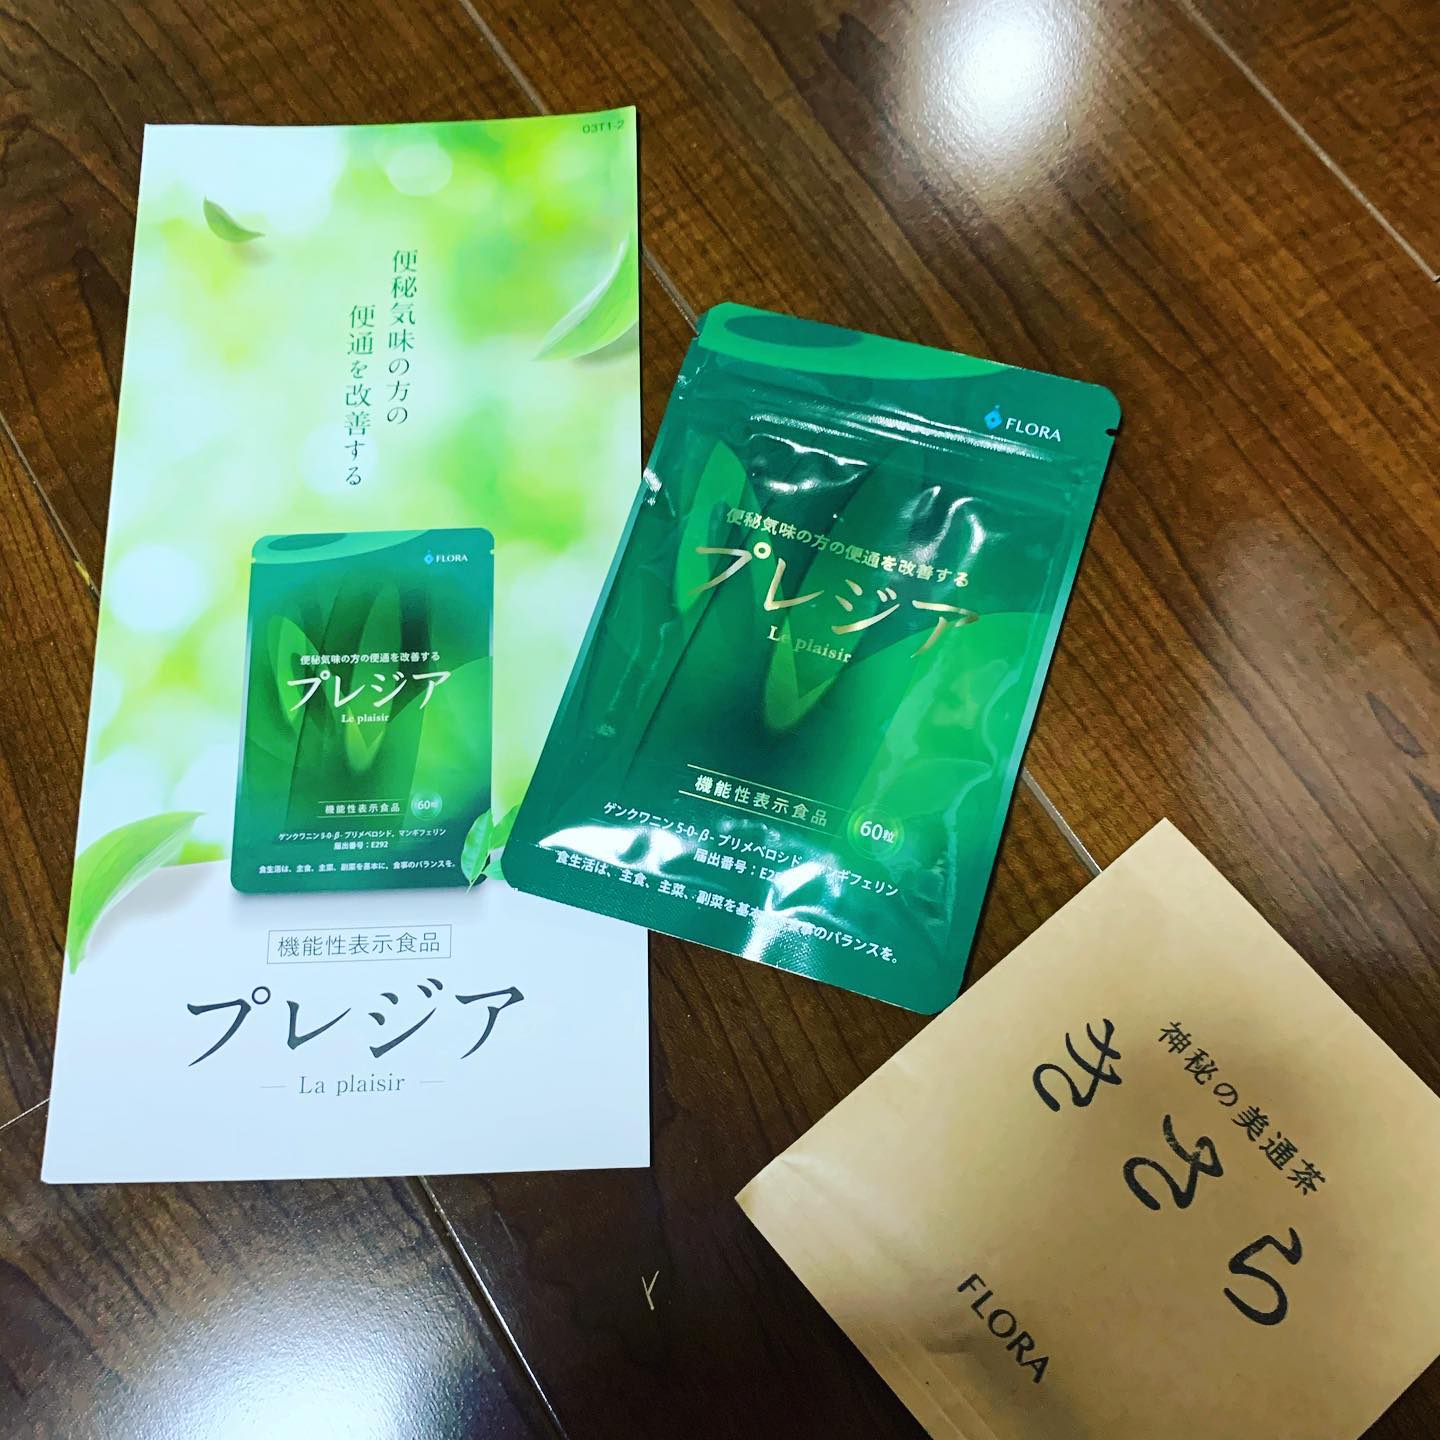 03T1-2
便秘気味の方の
便通を改善する
FLORA
便秘気味の方の便通を改善する
プレジア
Le plaisir
機能性表示食品
60粒
ゲンクワニン5-O-β-プリメベロシド、マンギフェリン
届出番号：E292
食生活は、主食、主菜、副菜を基本に、食事のバランスを。
機能性表示食品
プレジア
La plaisir
FLORA
便秘気味の方の便通を改善する
プレジア
Le plaisir
機能性表示食品
60粒
ゲンクワニン5-O-β-プリメベロシド、マンギフェリン
届出番号：E292
食生活は、主食、主菜、副菜を基本に、食事のバランスを。
神秘の美通茶
きさら
FLORA